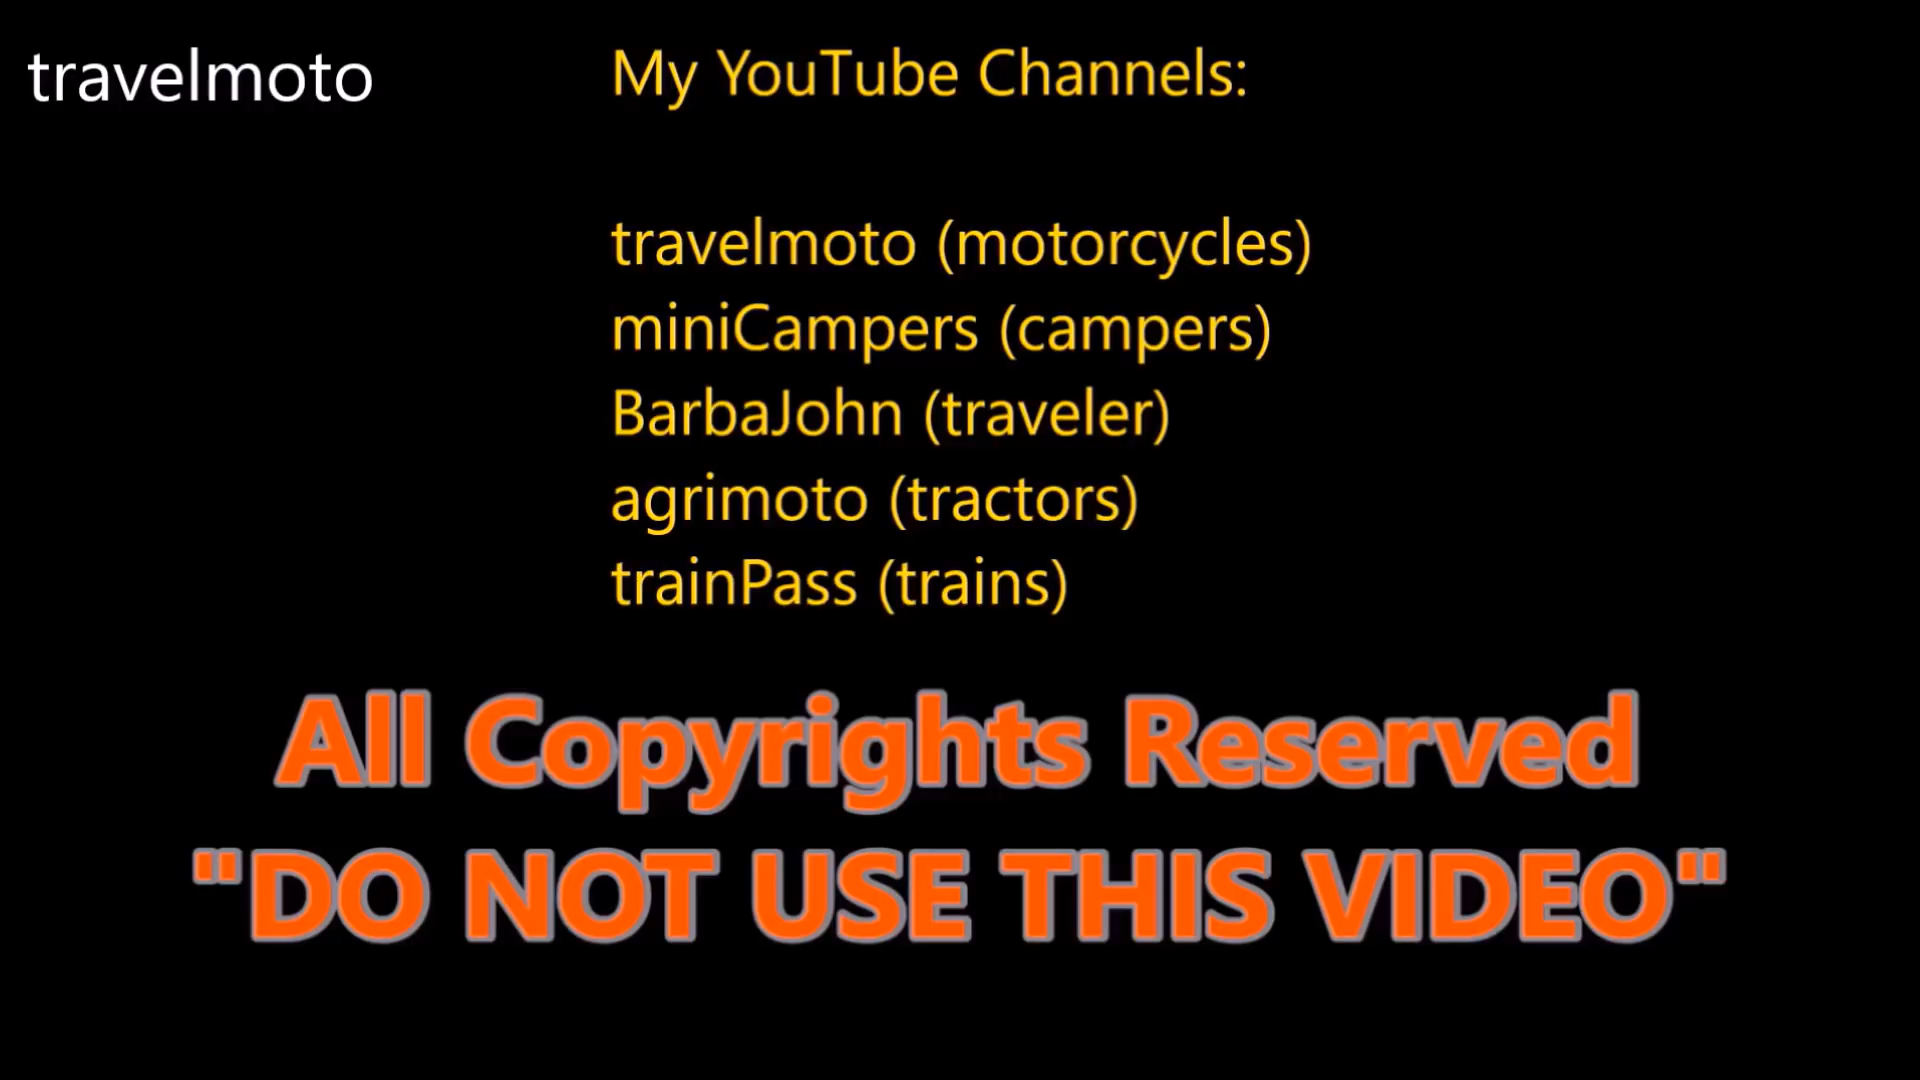 travelmoto
My YouTube Channels:
travelmoto (motorcycles)
miniCampers (campers)
BarbaJohn (traveler)
agrimoto (tractors)
trainPass (trains)
All Copyrights Reserved
"DO NOT USE THIS VIDEO"